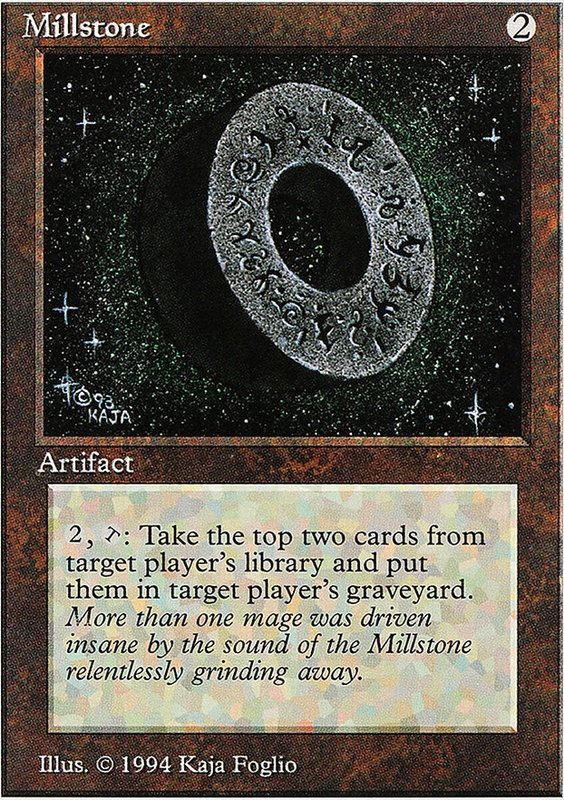 Millstone 2
© 93
KAJA
Artifact
2, T: Take the top two cards from
target player's library and put
them in target player's graveyard.
More than one mage was driven
insane by the sound of the Millstone
relentlessly grinding away.
Illus. © 1994 Kaja Foglio